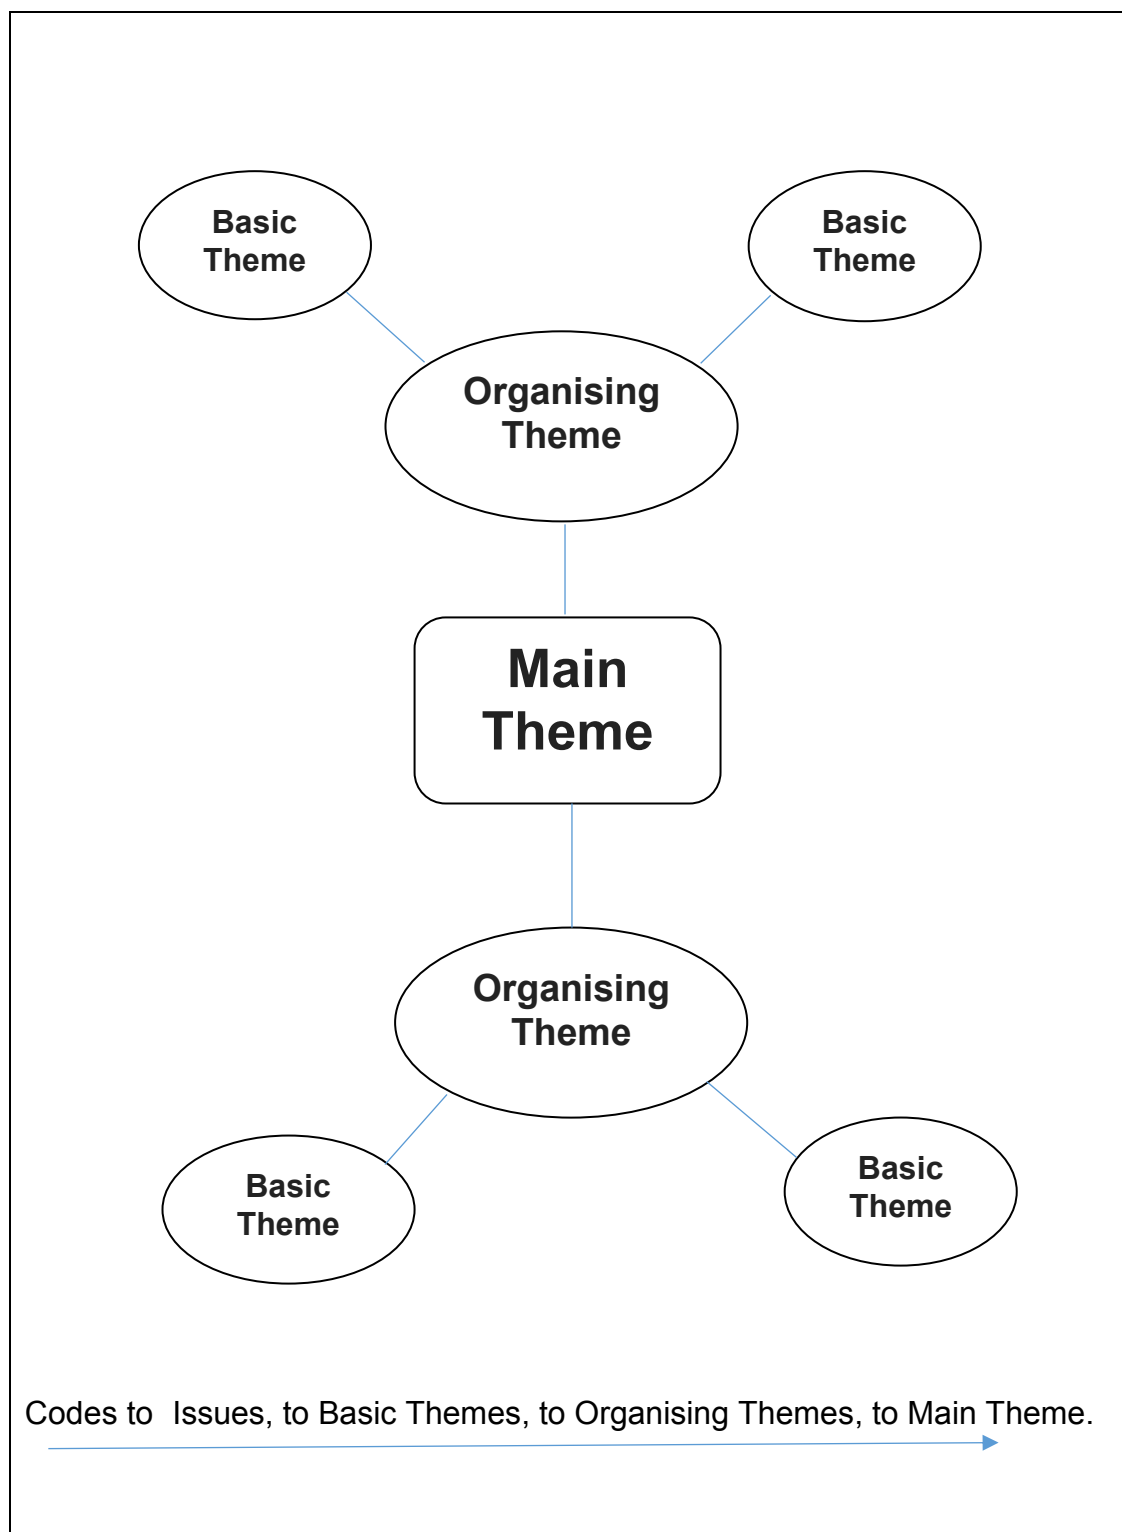 Basic
Theme
Basic
Theme
Organising
Theme
Main
Theme
Organising
Theme
Basic
Theme
Basic
Theme
Codes to Issues, to Basic Themes, to Organising Themes, to Main Theme.